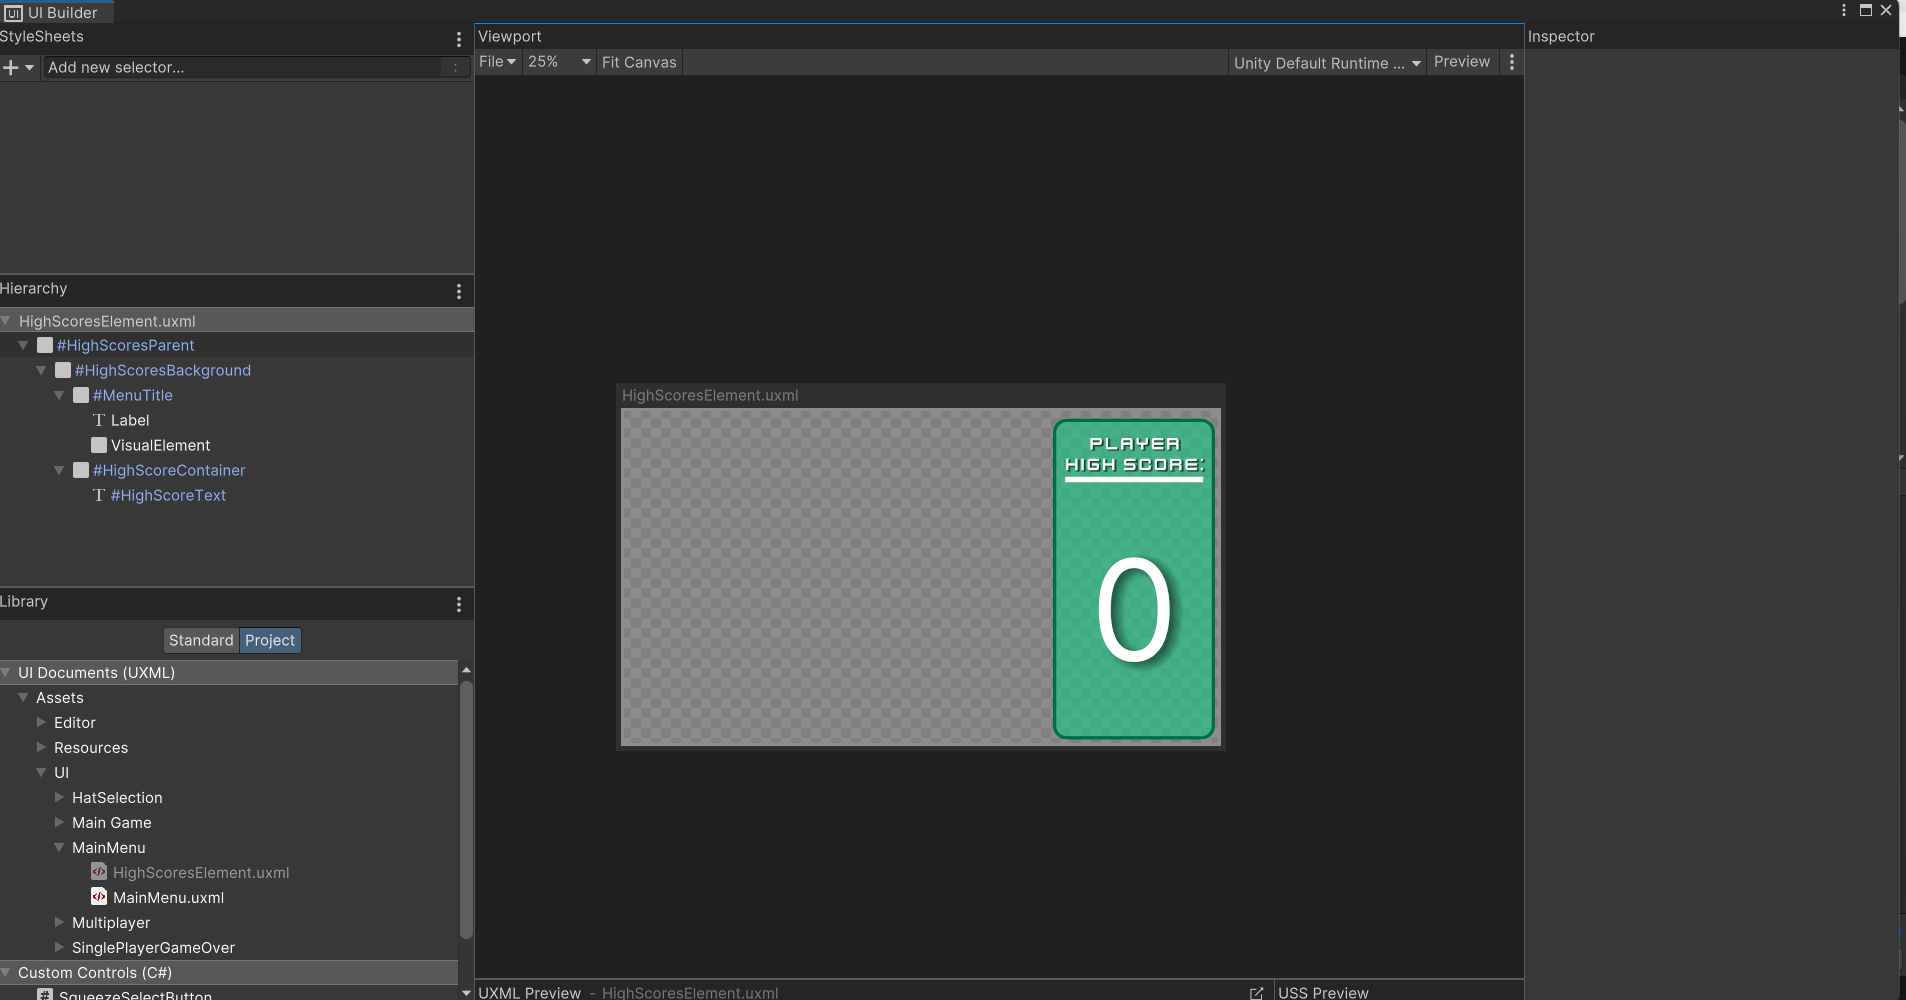 UI Builder
StyleSheets
Add new selector...
Hierarchy
HighScoresElement.uxml
#HighScoresParent
#HighScoresBackground
#MenuTitle
Label
VisualElement
#HighScoreContainer
#HighScoreText
Library
Standard Project
UI Documents (UXML)
Assets
Editor
Resources
UI
HatSelection
Main Game
MainMenu
HighScoresElement.uxml
MainMenu.uxml
Multiplayer
SinglePlayerGameOver
Custom Controls (C#)
SqueezeSelectButton
Viewport
File 25% Fit Canvas Unity Default Runtime ... Preview
HighScoresElement.uxml
PLAYER
HIGH SCORE:
0
UXML Preview - HighScoresElement.uxml
USS Preview
Inspector